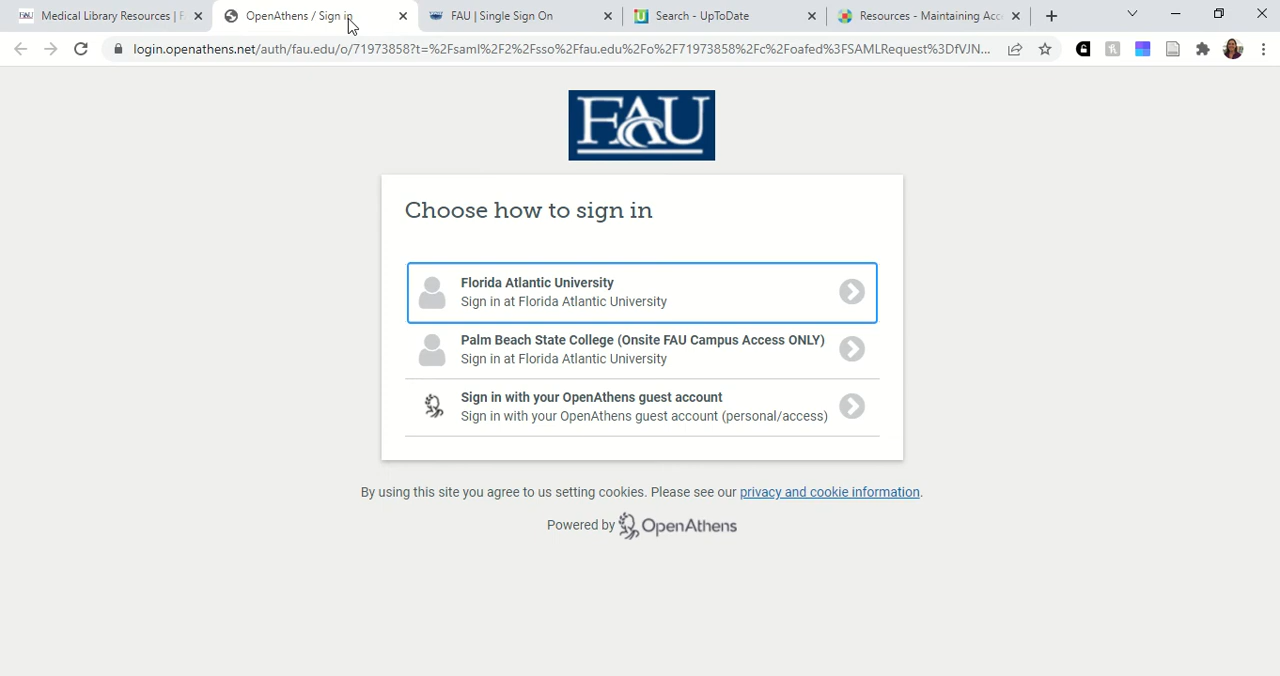 FAU Medical Library Resources | F
OpenAthens / Sign in
FAU | Single Sign On
Search - UpToDate
Resources - Maintaining Acc
login.openathens.net/auth/fau.edu/o/71973858?t=%2Fsaml%2F2%2Fsso%2Ffau.edu%2Fo%2F71973858%2Fc%2Foafed%3FSAMLRequest%3DfVJN...
FAU
Choose how to sign in
Florida Atlantic University
Sign in at Florida Atlantic University
Palm Beach State College (Onsite FAU Campus Access ONLY)
Sign in at Florida Atlantic University
Sign in with your OpenAthens guest account
Sign in with your OpenAthens guest account (personal/access)
By using this site you agree to us setting cookies. Please see our privacy and cookie information.
Powered by OpenAthens